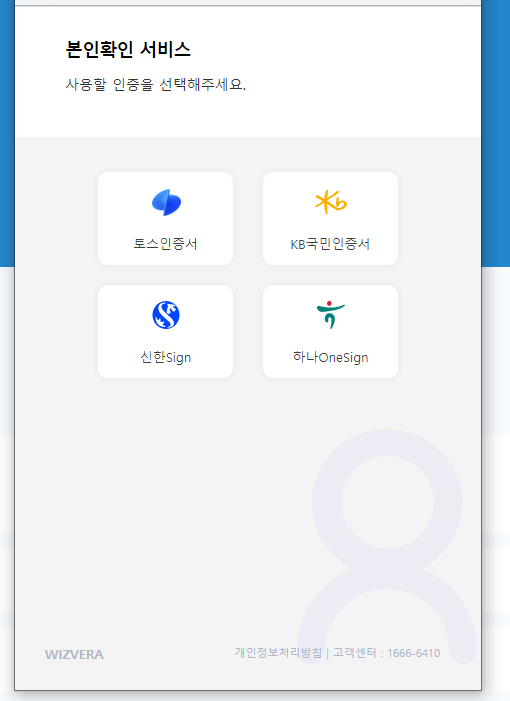 본인확인 서비스
사용할 인증을 선택해주세요.
토스인증서
KB국민인증서
신한Sign
하나OneSign
WIZVERA
개인정보처리방침 | 고객센터 : 1666-6410